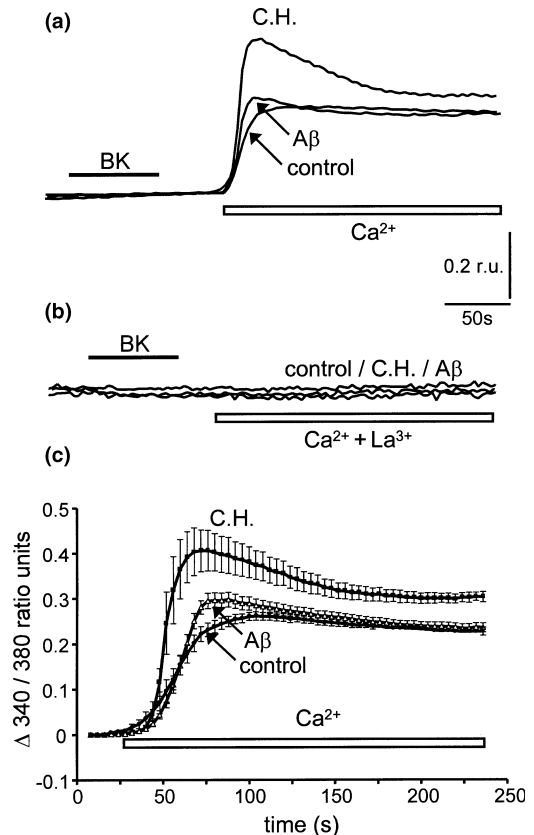 (a)
C.H.
Aβ
control
BK
Ca²⁺
0.2 r.u.
50s
(b)
BK
control / C.H. / Aβ
Ca²⁺ + La³⁺
(c)
Δ 340 / 380 ratio units
0.5
0.4
0.3
0.2
0.1
0
-0.1
C.H.
Aβ
control
Ca²⁺
0 50 100 150 200 250
time (s)